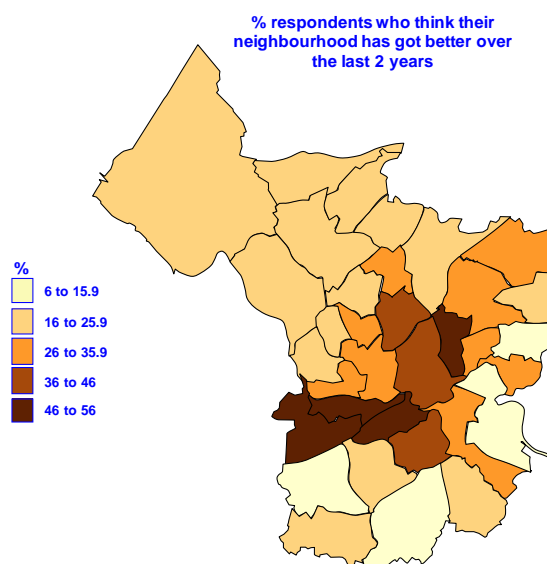 % respondents who think their
neighbourhood has got better over
the last 2 years
%
6 to 15.9
16 to 25.9
26 to 35.9
36 to 46
46 to 56